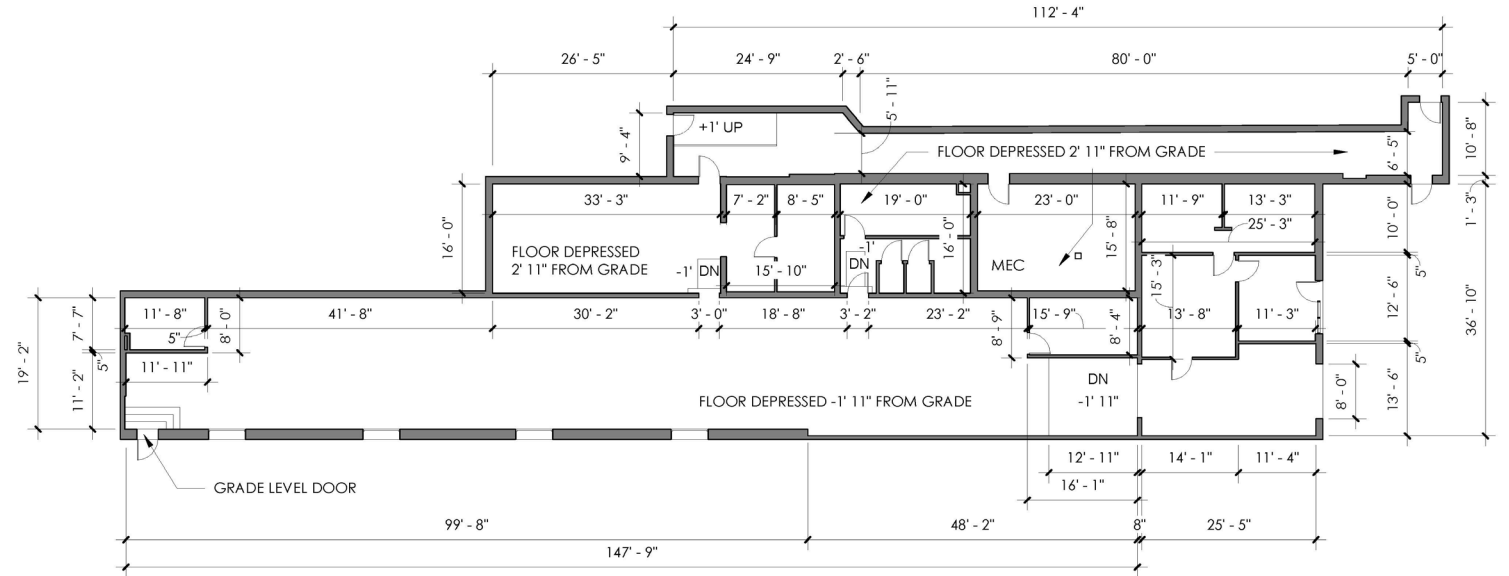 112' - 4"
26' - 5" 24' - 9" 2' - 6" 80' - 0" 5' - 0"
5' - 11"
+1' UP
9' - 4"
FLOOR DEPRESSED 2' 11" FROM GRADE
6' - 5"
10' - 8"
33' - 3" 7' - 2" 8' - 5" 19' - 0" 23' - 0" 11' - 9" 13' - 3"
1' - 3"
25' - 3"
10' - 0"
16' - 0"
FLOOR DEPRESSED
2' 11" FROM GRADE
-1' DN
15' - 10"
-1'
DN
16' - 0"
MEC
15' - 8"
15' - 3"
5"
11' - 8" 41' - 8" 30' - 2" 3' - 0" 18' - 8" 3' - 2" 23' - 2" 15' - 9" 13' - 8" 11' - 3"
7' - 7"
5"
8' - 0"
8' - 9"
8' - 4"
12' - 6"
36' - 10"
19' - 2"
5"
11' - 11"
11' - 2"
5"
DN
-1' 11"
FLOOR DEPRESSED -1' 11" FROM GRADE
8' - 0"
13' - 6"
12' - 11" 14' - 1" 11' - 4"
16' - 1"
GRADE LEVEL DOOR
99' - 8" 48' - 2" 8" 25' - 5"
147' - 9"